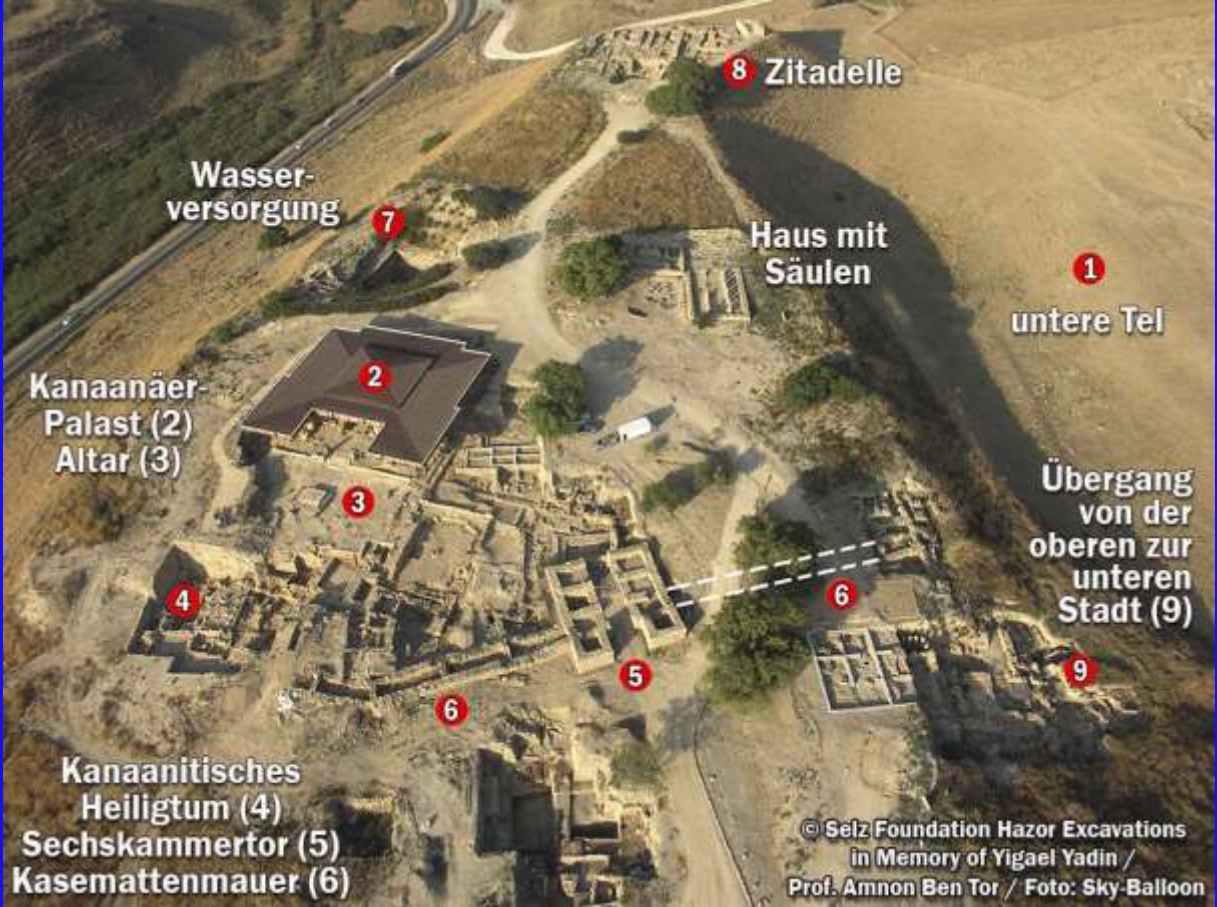 8 Zitadelle
Wasser-
versorgung
7
Haus mit
Säulen
1
untere Tel
2
Kanaanäer-
Palast (2)
Altar (3)
3
Übergang
von der
oberen zur
unteren
Stadt (9)
4
6
5
9
6
Kanaanitisches
Heiligtum (4)
Sechskammertor (5)
Kasemattenmauer (6)
© Selz Foundation Hazor Excavations
in Memory of Yigael Yadin /
Prof. Amnon Ben Tor / Foto: Sky-Balloon